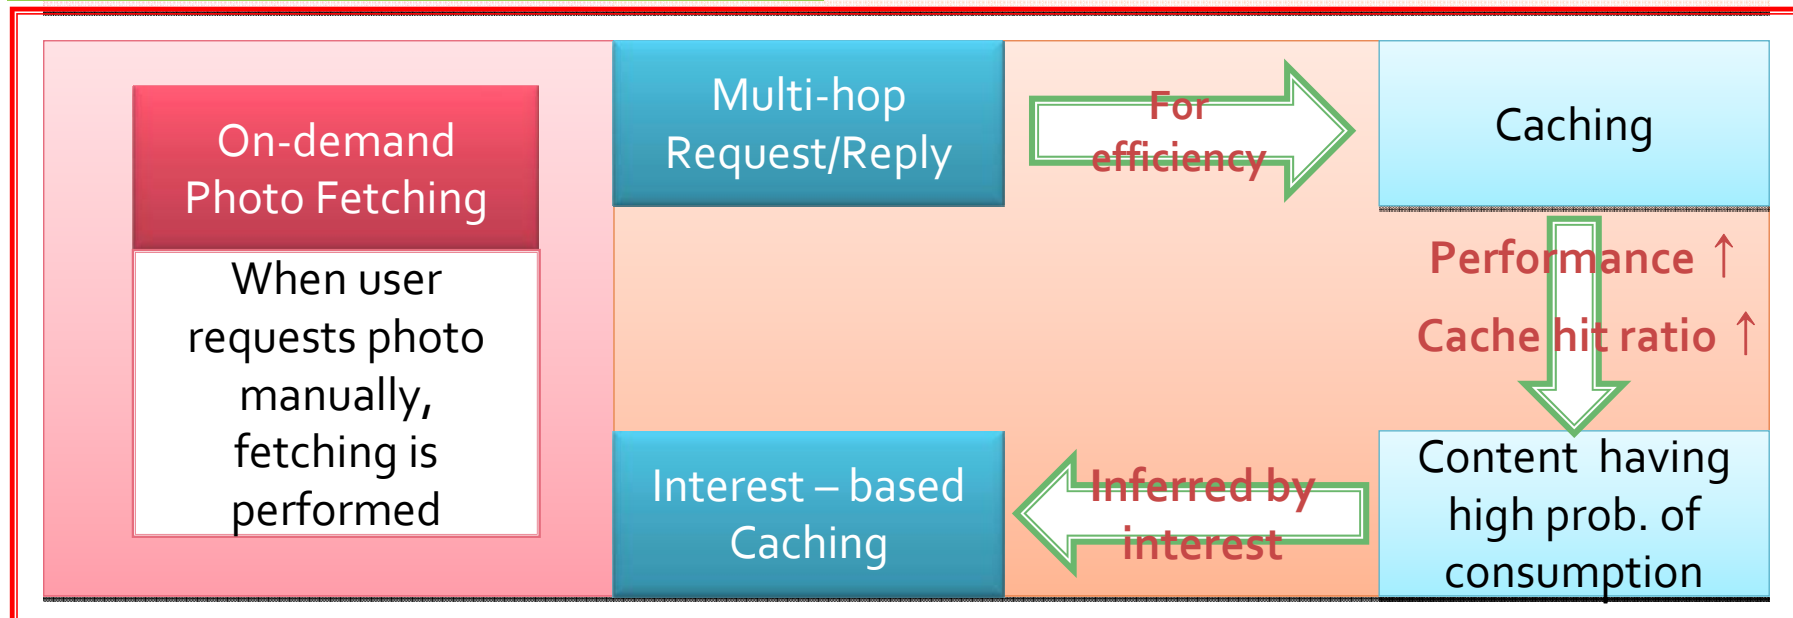 On-demand
Photo Fetching
When user
requests photo
manually,
fetching is
performed
Multi-hop
Request/Reply
For
efficiency
Caching
Performance ↑
Cache hit ratio ↑
Content  having
high prob. of
consumption
Inferred by
interest
Interest – based
Caching